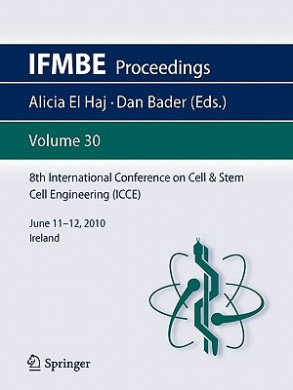 IFMBE Proceedings
Alicia El Haj · Dan Bader (Eds.)
Volume 30
8th International Conference on Cell & Stem
Cell Engineering (ICCE)
June 11–12, 2010
Ireland
Springer